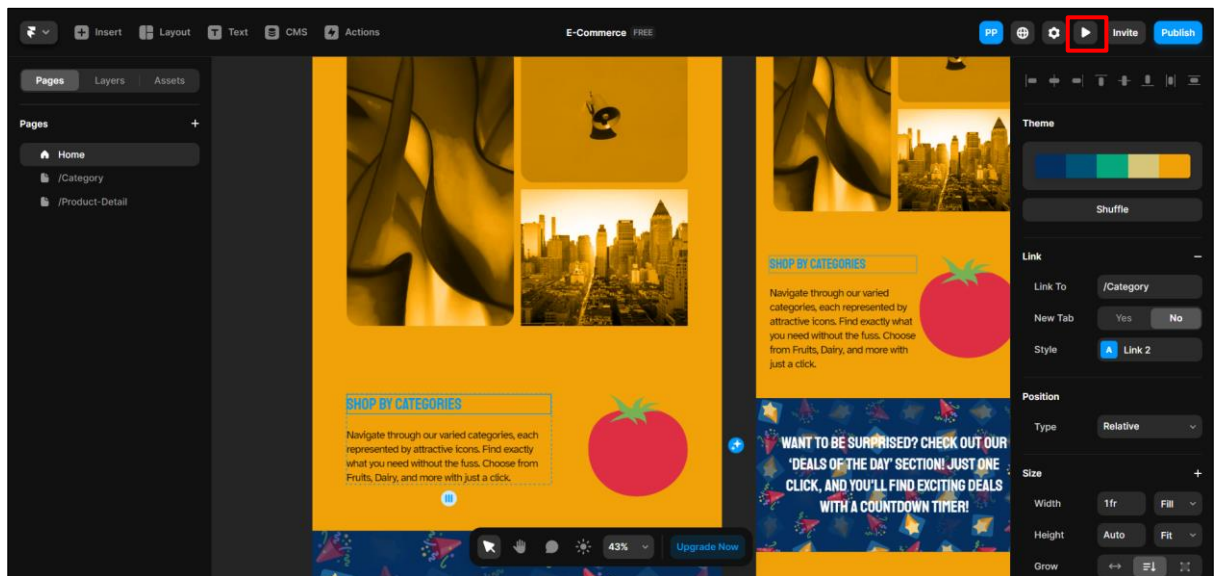 Insert Layout Text CMS Actions
E-Commerce FREE
PP Invite Publish
Pages Layers Assets
Pages +
Home
/Category
/Product-Detail
SHOP BY CATEGORIES
Navigate through our varied categories, each
represented by attractive icons. Find exactly
what you need without the fuss. Choose from
Fruits, Dairy, and more with just a click.
43%
Upgrade Now
SHOP BY CATEGORIES
Navigate through our varied
categories, each represented by
attractive icons. Find exactly what
you need without the fuss. Choose
from Fruits, Dairy, and more with
just a click.
WANT TO BE SURPRISED? CHECK OUT OUR
‘DEALS OF THE DAY’ SECTION! JUST ONE
CLICK, AND YOU’LL FIND EXCITING DEALS
WITH A COUNTDOWN TIMER!
Theme
Shuffle
Link −
Link To /Category
New Tab Yes No
Style A Link 2
Position
Type Relative
Size +
Width 1fr Fill
Height Auto Fit
Grow